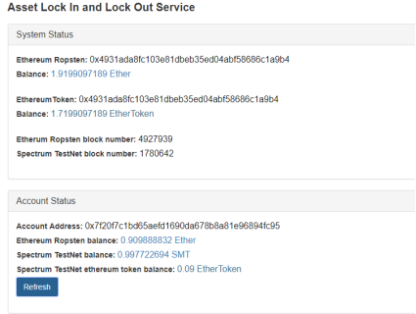 Asset Lock In and Lock Out Service
System Status
Ethereum Ropsten: 0x4931ada8fc103e81dbeb35ed04abf58686c1a9b4
Balance: 1.9199097189 Ether
EthereumToken: 0x4931ada8fc103e81dbeb35ed04abf58686c1a9b4
Balance: 1.7199097189 EtherToken
Etherum Ropsten block number: 4927939
Spectrum TestNet block number: 1780642
Account Status
Account Address: 0x7f20f7c1bd65aefd1690da678b8a81e96894fc95
Ethereum Ropsten balance: 0.909888832 Ether
Spectrum TestNet balance: 0.997722694 SMT
Spectrum TestNet ethereum token balance: 0.09 EtherToken
Refresh